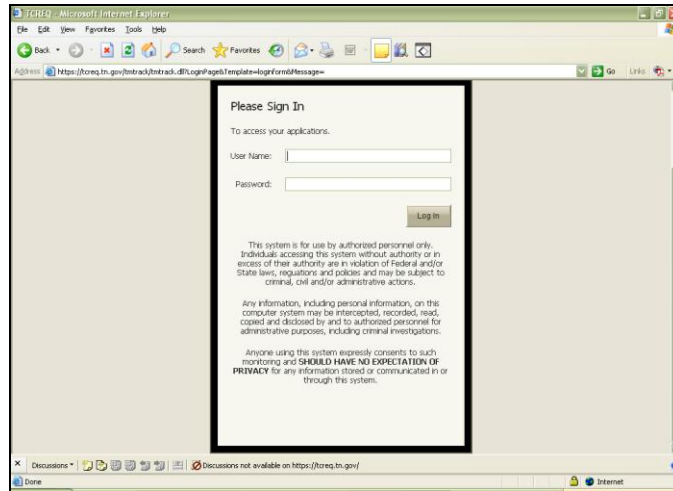 TCREQ - Microsoft Internet Explorer
File Edit View Favorites Tools Help
Back Search Favorites
Address https://tcreq.tn.gov/tmtrack/tmtrack.dll?LoginPage&Template=loginform&Message= Go Links
Please Sign In
To access your applications.
User Name:
Password:
Log In
This system is for use by authorized personnel only.
Individuals accessing this system without authority or in
excess of their authority are in violation of Federal and/or
State laws, reguations and policies and may be subject to
criminal, civil and/or administrative actions.
Any information, including personal information, on this
computer system may be intercepted, recorded, read,
copied and disclosed by and to authorized personnel for
administrative purposes, including criminal investigations.
Anyone using this system expressly consents to such
monitoring and SHOULD HAVE NO EXPECTATION OF
PRIVACY for any information stored or communicated in or
through this system.
Discussions Discussions not available on https://tcreq.tn.gov/
Done Internet